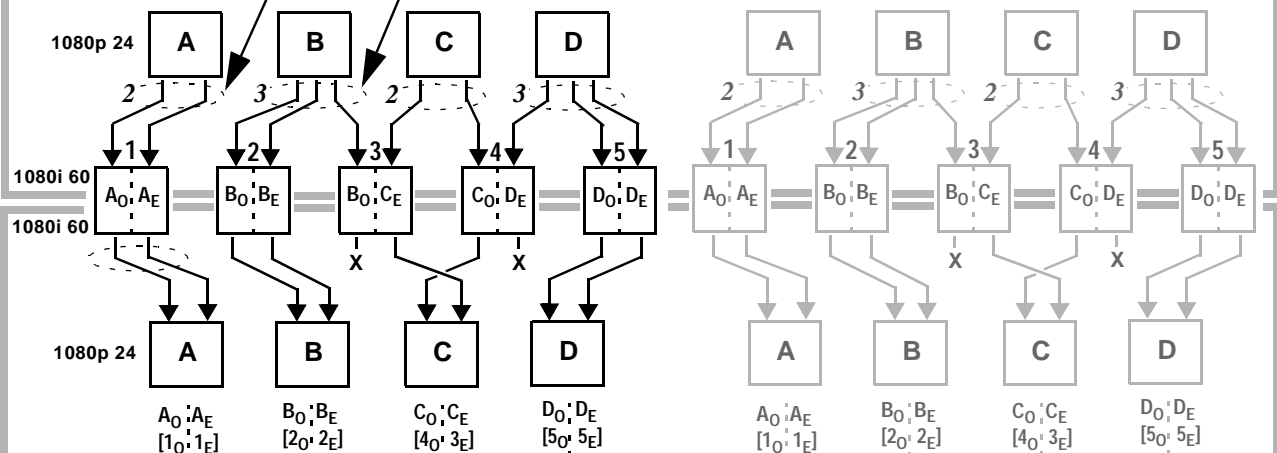 1080p 24 A B C D A B C D
2 3 2 3 2 3 2 3
1 2 3 4 5 1 2 3 4 5
1080i 60 AO AE BO BE BO CE CO DE DO DE AO AE BO BE BO CE CO DE DO DE
1080i 60
X X X X
1080p 24 A B C D A B C D
AO AE BO BE CO CE DO DE AO AE BO BE CO CE DO DE
[1O 1E] [2O 2E] [4O 3E] [5O 5E] [1O 1E] [2O 2E] [4O 3E] [5O 5E]